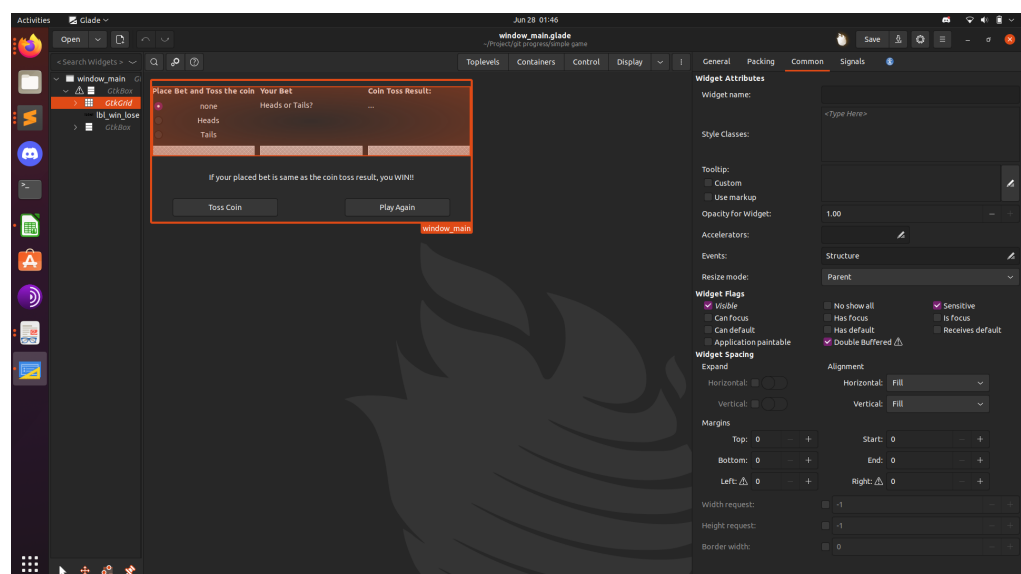 Activities Glade Jun 28 01:46
Open window_main.glade Save
~/Project/git progress/simple game
<Search Widgets> Toplevels Containers Control Display General Packing Common Signals
window_main
GtkBox
GtkGrid
lbl_win_lose
GtkBox
Place Bet and Toss the coin Your Bet Coin Toss Result:
none Heads or Tails? ...
Heads
Tails
If your placed bet is same as the coin toss result, you WIN!!
Toss Coin Play Again
window_main
Widget Attributes
Widget name:
<Type Here>
Style Classes:
Tooltip:
Custom
Use markup
Opacity for Widget: 1.00
Accelerators:
Events: Structure
Resize mode: Parent
Widget Flags
Visible No show all Sensitive
Can focus Has focus Is focus
Can default Has default Receives default
Application paintable Double Buffered
Widget Spacing
Expand Alignment
Horizontal: Horizontal: Fill
Vertical: Vertical: Fill
Margins
Top: 0 Start: 0
Bottom: 0 End: 0
Left: 0 Right: 0
Width request: -1
Height request: -1
Border width: 0